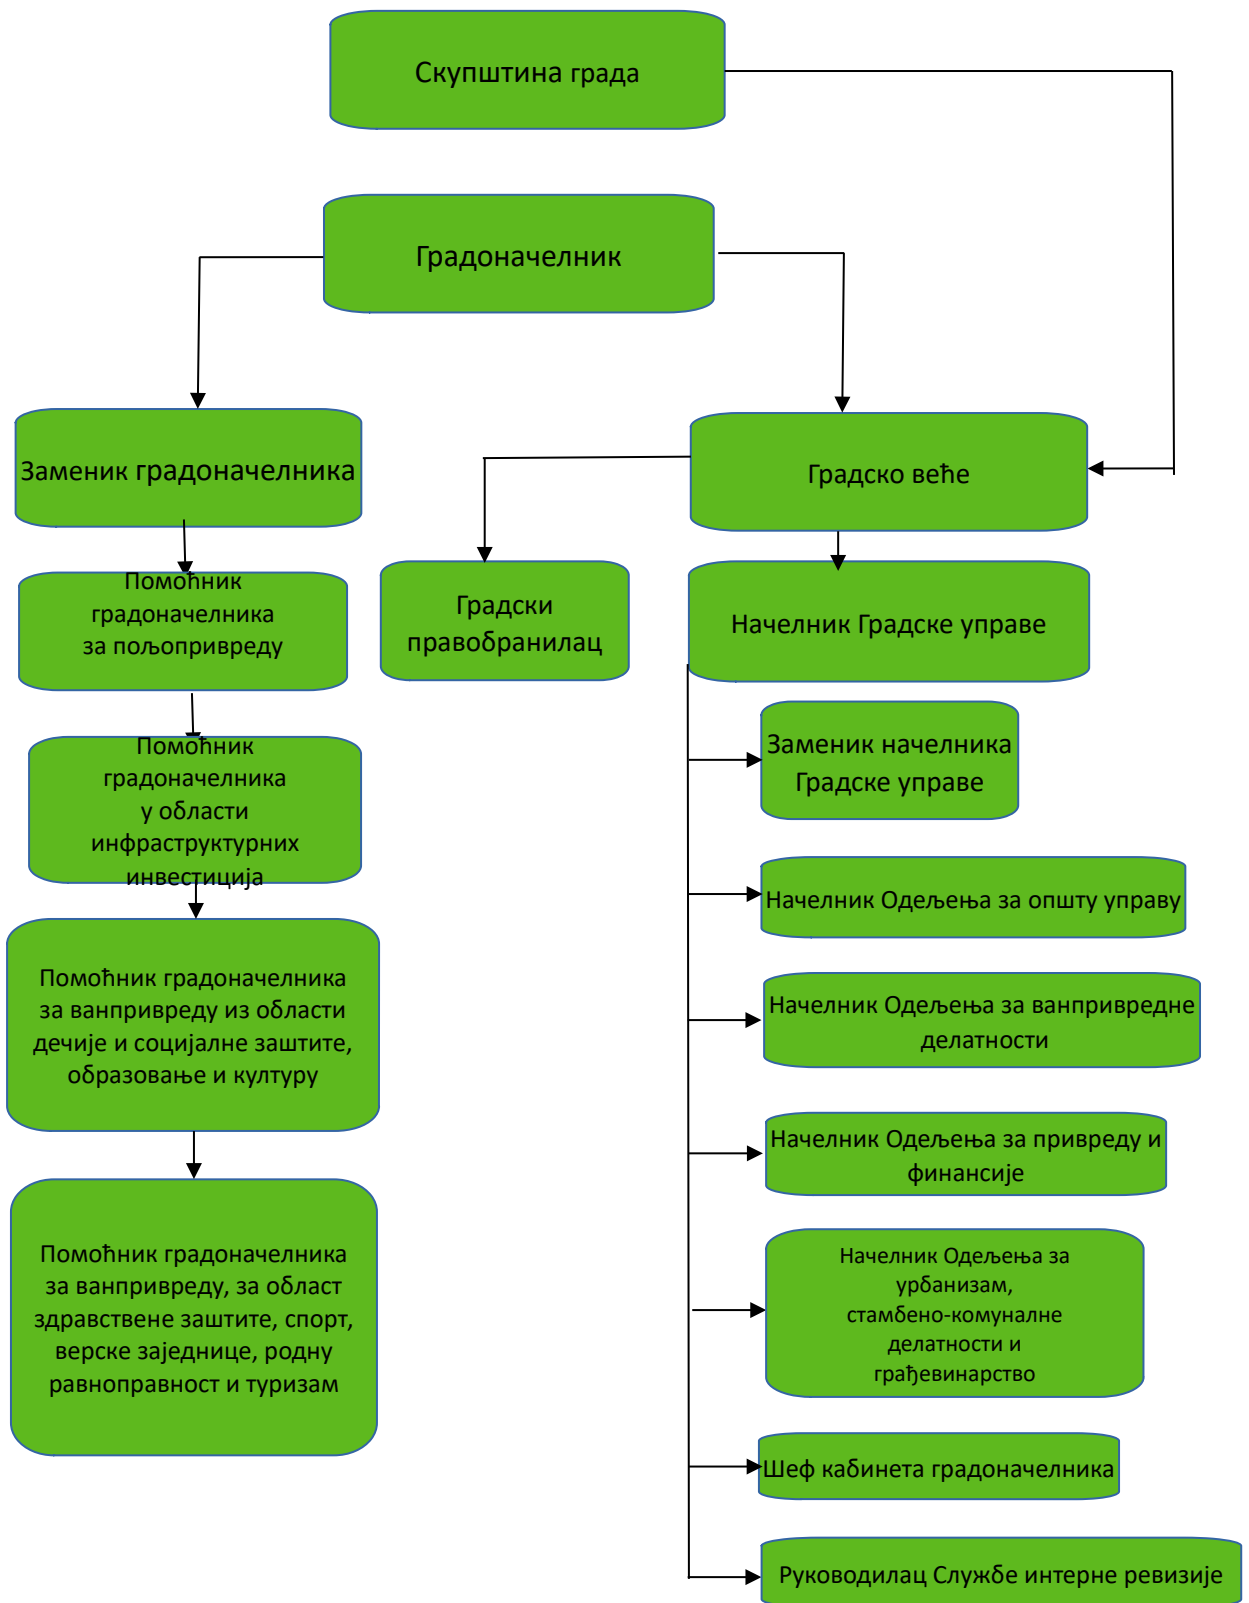 Скупштина града
Градоначелник
Заменик градоначелника
Градско веће
Помоћник
градоначелника
за пољопривреду
Градски
правобранилац
Начелник Градске управе
Помоћник
градоначелника
у области
инфраструктурних
инвестиција
Заменик начелника
Градске управе
Начелник Одељења за општу управу
Помоћник градоначелника
за ванпривреду из области
дечије и социјалне заштите,
образовање и културу
Начелник Одељења за ванпривредне
делатности
Начелник Одељења за привреду и
финансије
Помоћник градоначелника
за ванпривреду, за област
здравствене заштите, спорт,
верске заједнице, родну
равноправност и туризам
Начелник Одељења за
урбанизам,
стамбено-комуналне
делатности и
грађевинарство
Шеф кабинета градоначелника
Руководилац Службе интерне ревизије